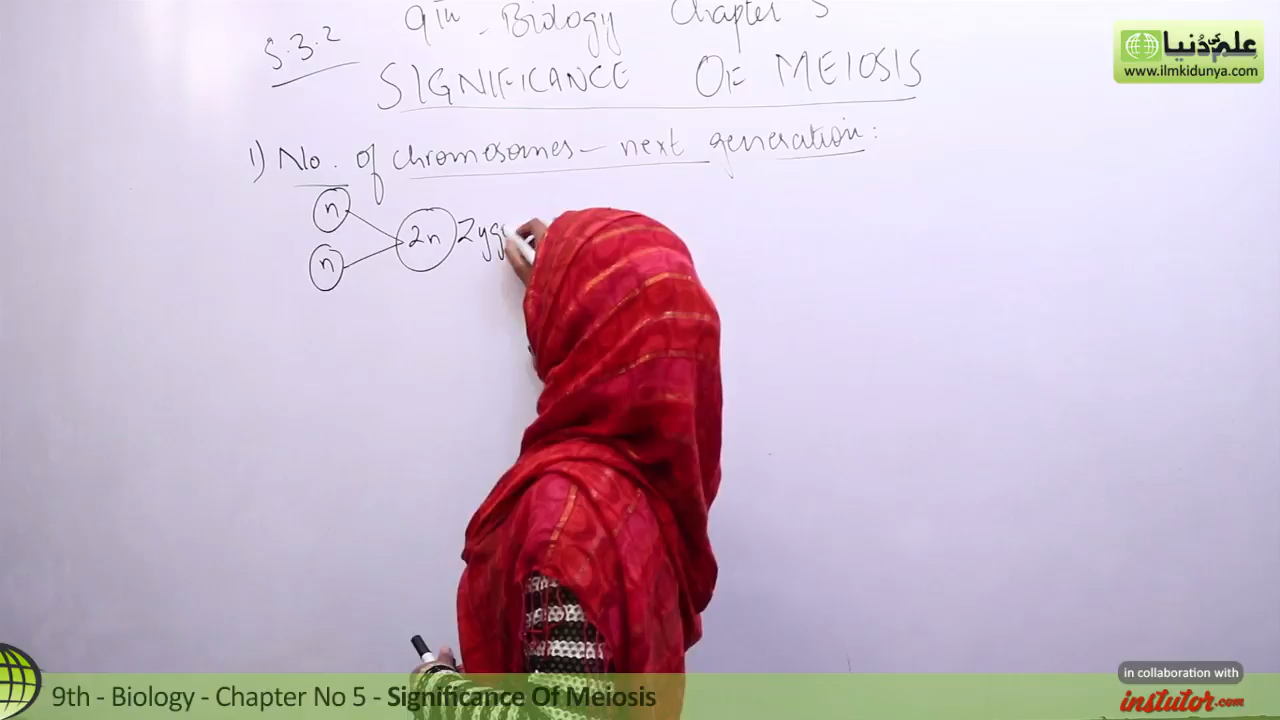 9th - Biology Chapter 5
5.3.2
SIGNIFICANCE OF MEIOSIS
1) No. of chromosomes - next generation:
n
2n Zyg
n
علم کی دنیا
www.ilmkidunya.com
in collaboration with
instutor.com
9th - Biology - Chapter No 5 - Significance Of Meiosis